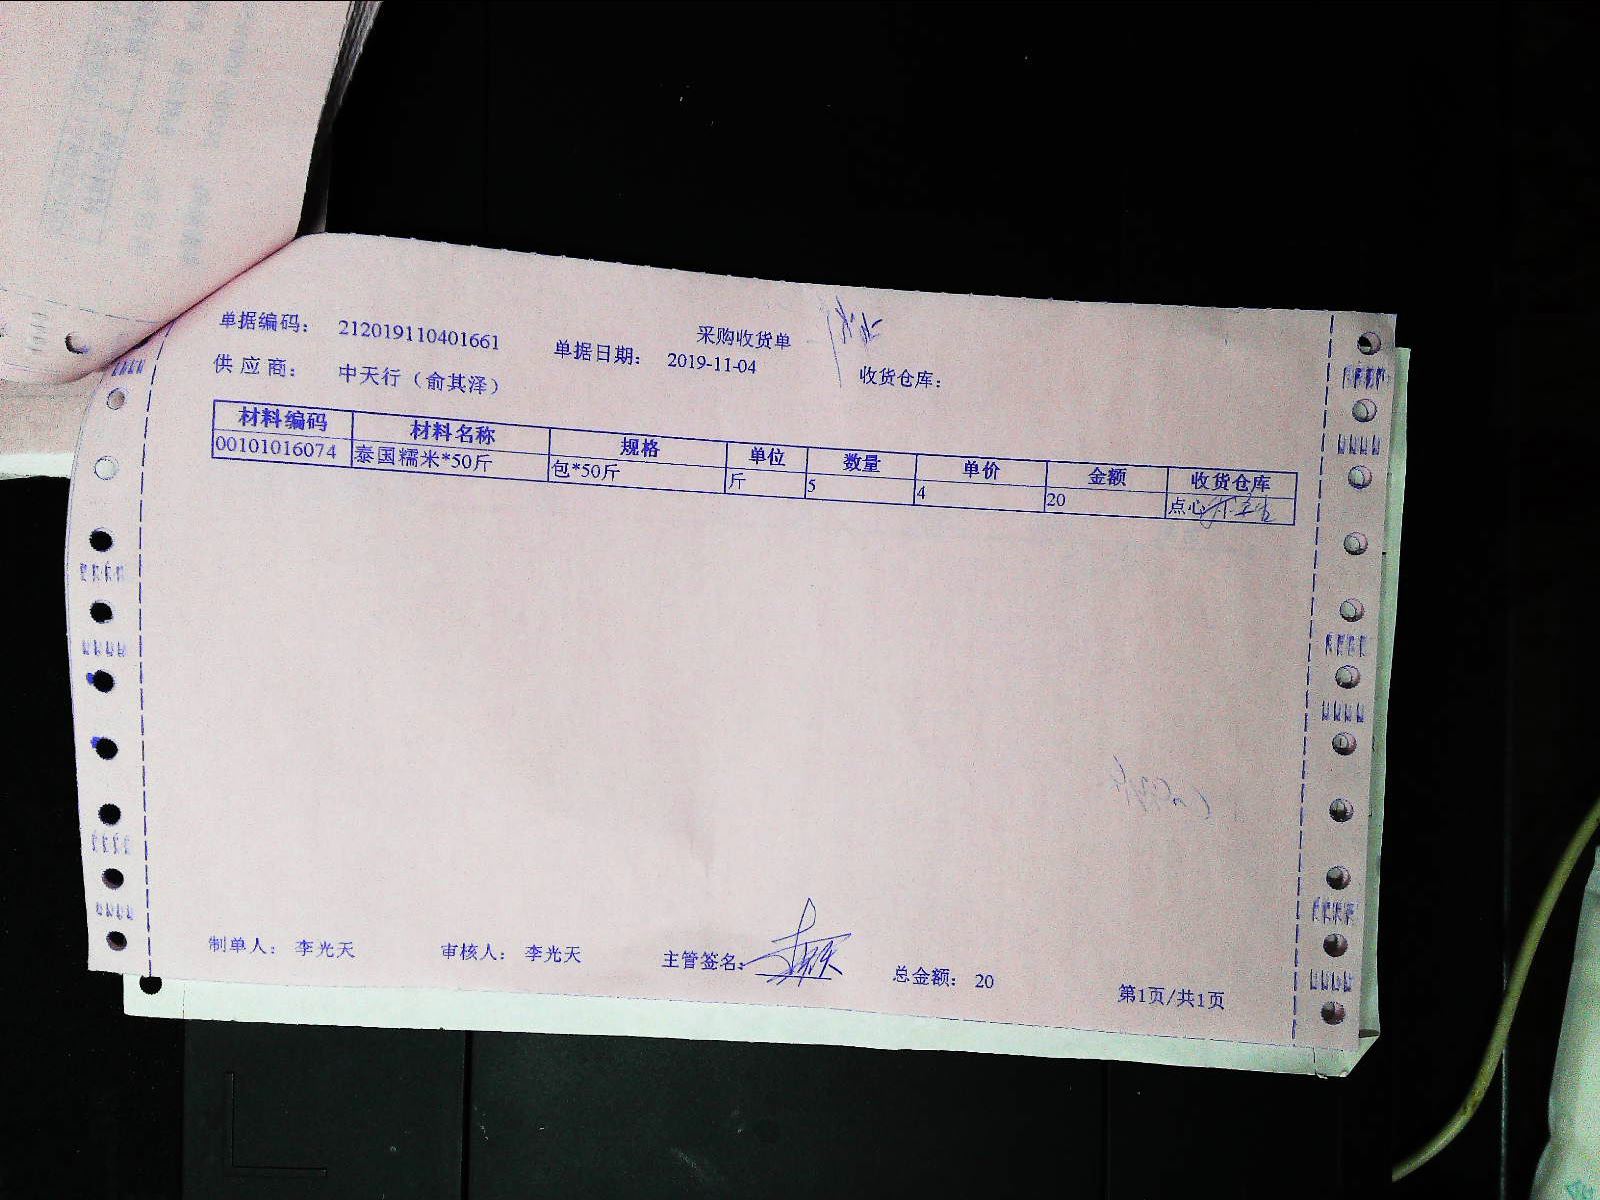 采购收货单
单据编码： 212019110401661 单据日期： 2019-11-04 收货仓库：
供 应 商： 中天行（俞其泽）
材料编码 材料名称 规格 单位 数量 单价 金额 收货仓库
00101016074 泰国糯米*50斤 包*50斤 斤 5 4 20 点心
制单人： 李光天 审核人： 李光天 主管签名： 总金额： 20 第1页/共1页